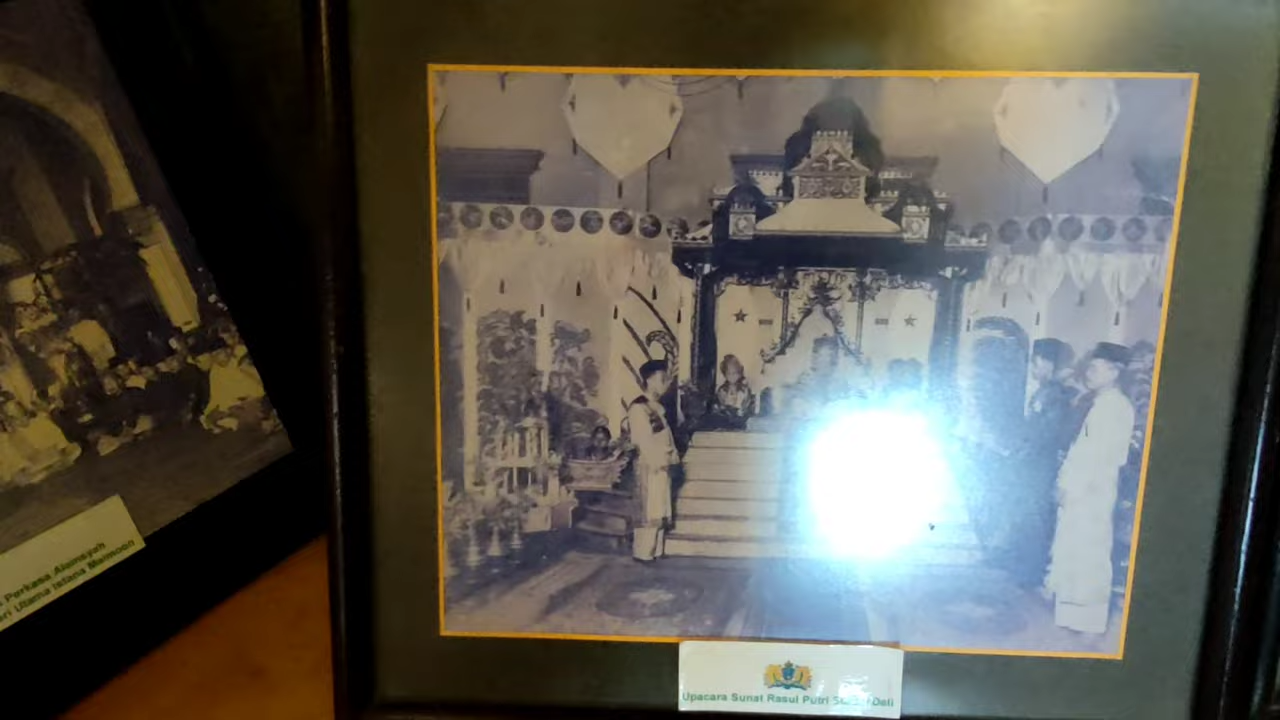 Perkasa Alamsyah
Utama Istana Maimoon
Upacara Sunat Rasul Putri Deli